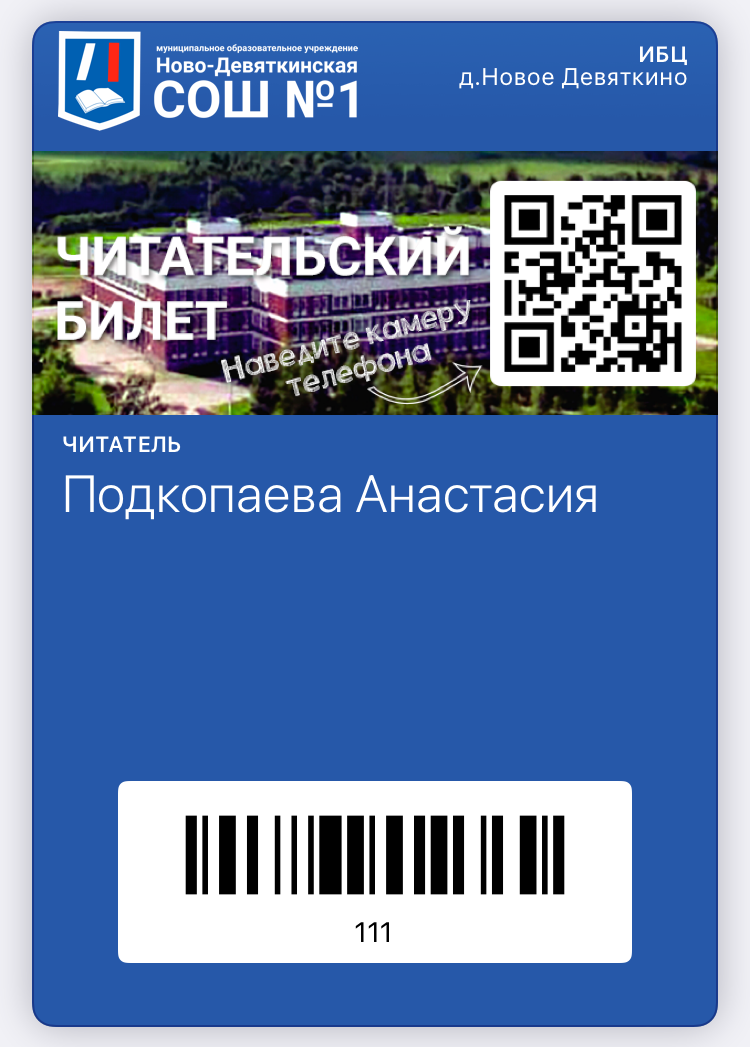 муниципальное образовательное учреждение
Ново-Девяткинская
СОШ №1
ИБЦ
д.Новое Девяткино
ЧИТАТЕЛЬСКИЙ
БИЛЕТ
Наведите камеру
телефона
ЧИТАТЕЛЬ
Подкопаева Анастасия
111